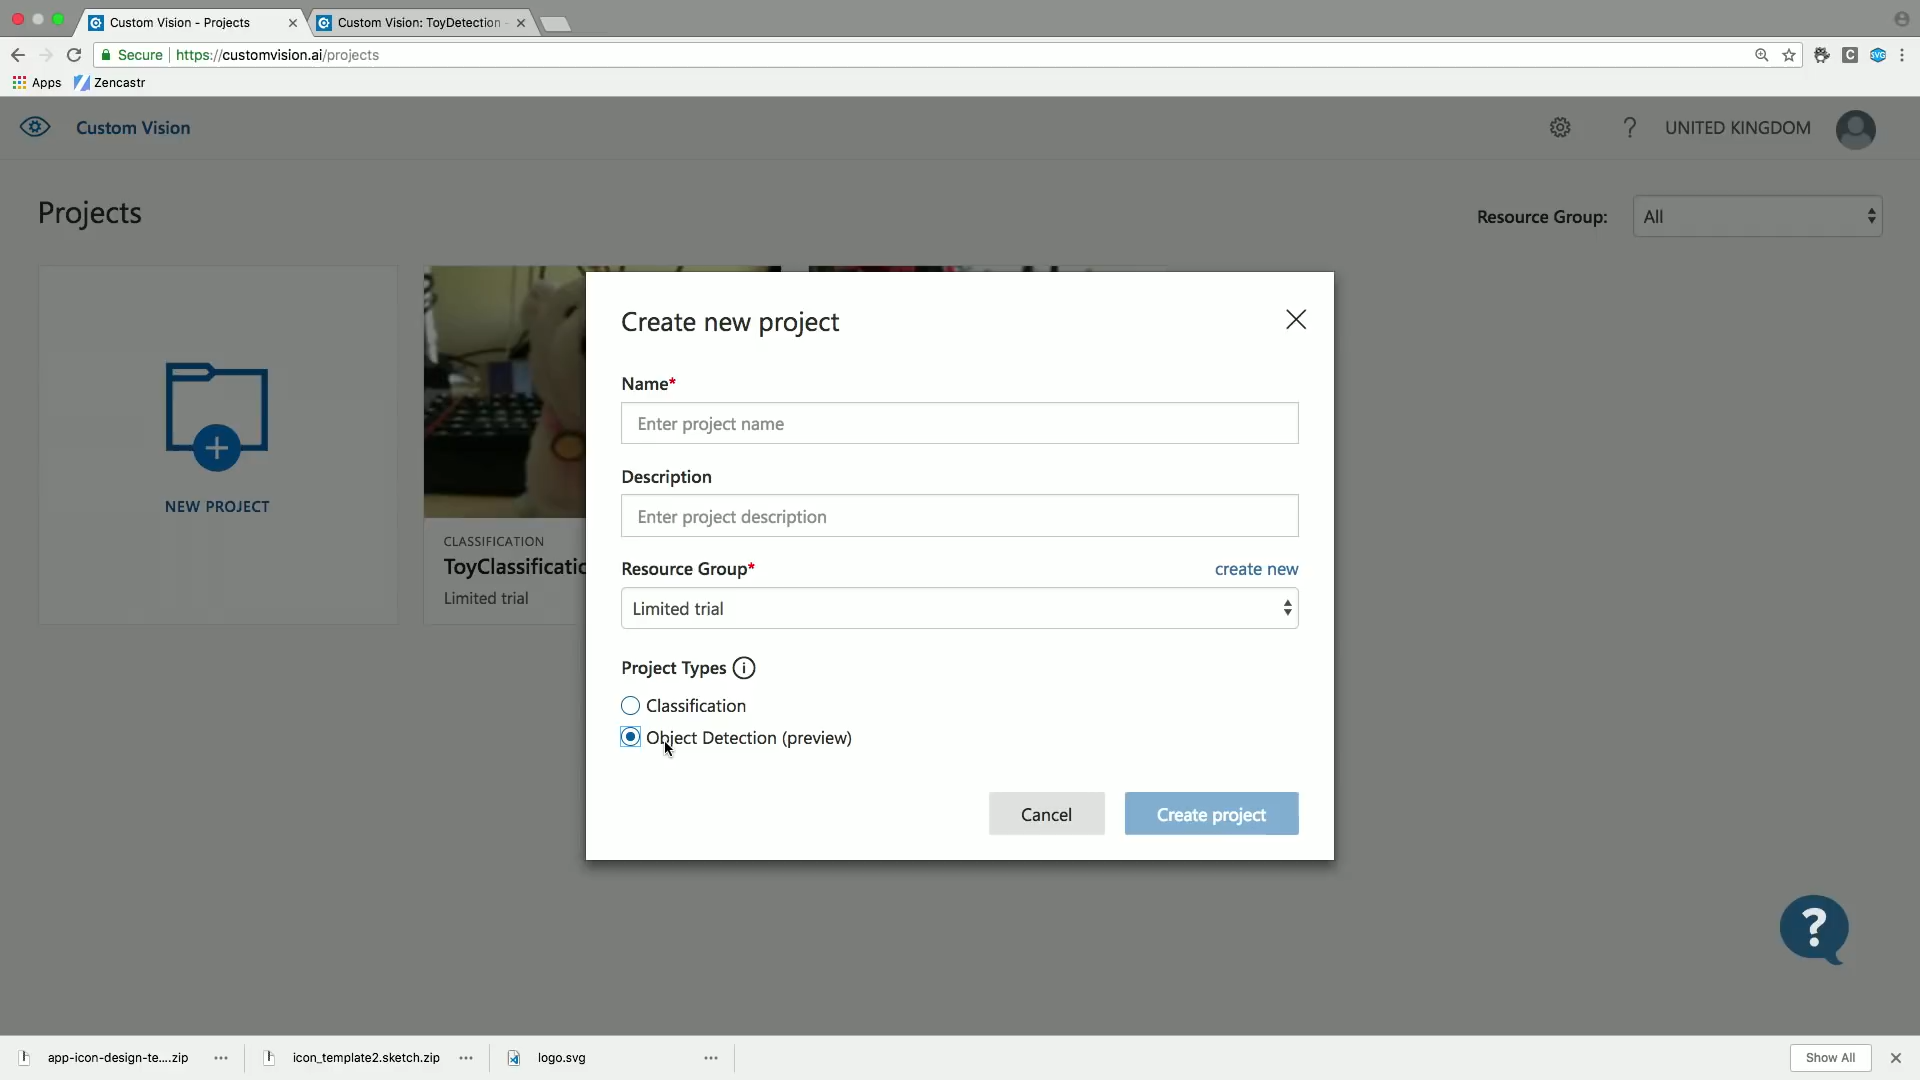 Custom Vision - Projects
Custom Vision: ToyDetection -
Secure
https://customvision.ai/projects
C
SVG
Apps
Zencastr
Custom Vision
?
UNITED KINGDOM
Projects
Resource Group:
All
NEW PROJECT
CLASSIFICATION
ToyClassificatio
Limited trial
Create new project
Name*
Enter project name
Description
Enter project description
Resource Group*
create new
Limited trial
Project Types
i
Classification
Object Detection (preview)
Cancel
Create project
?
app-icon-design-te....zip
icon_template2.sketch.zip
logo.svg
Show All